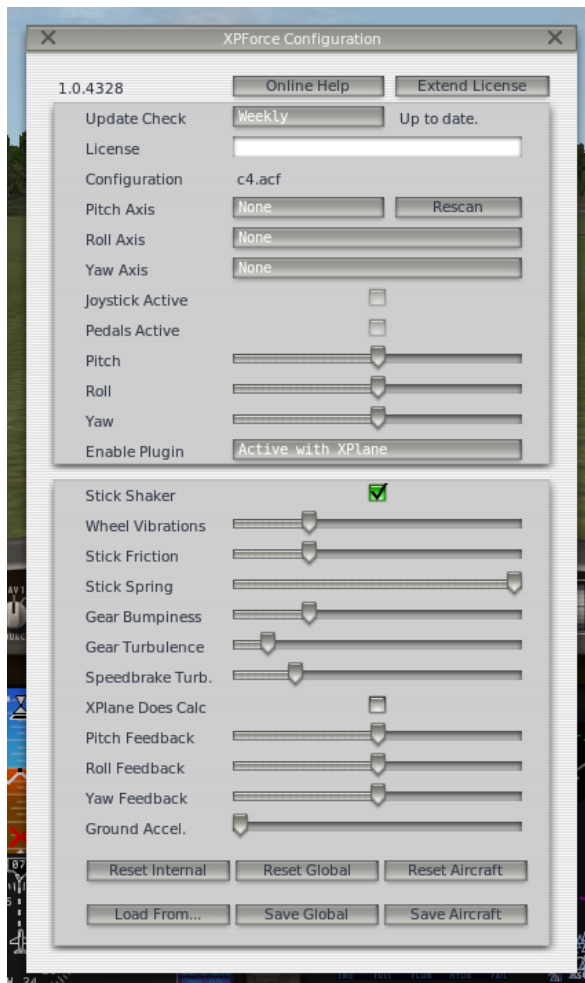 XPForce Configuration
1.0.4328 Online Help Extend License
Update Check Weekly Up to date.
License
Configuration c4.acf
Pitch Axis None Rescan
Roll Axis None
Yaw Axis None
Joystick Active
Pedals Active
Pitch
Roll
Yaw
Enable Plugin Active with XPlane
Stick Shaker
Wheel Vibrations
Stick Friction
Stick Spring
Gear Bumpiness
Gear Turbulence
Speedbrake Turb.
XPlane Does Calc
Pitch Feedback
Roll Feedback
Yaw Feedback
Ground Accel.
Reset Internal Reset Global Reset Aircraft
Load From... Save Global Save Aircraft